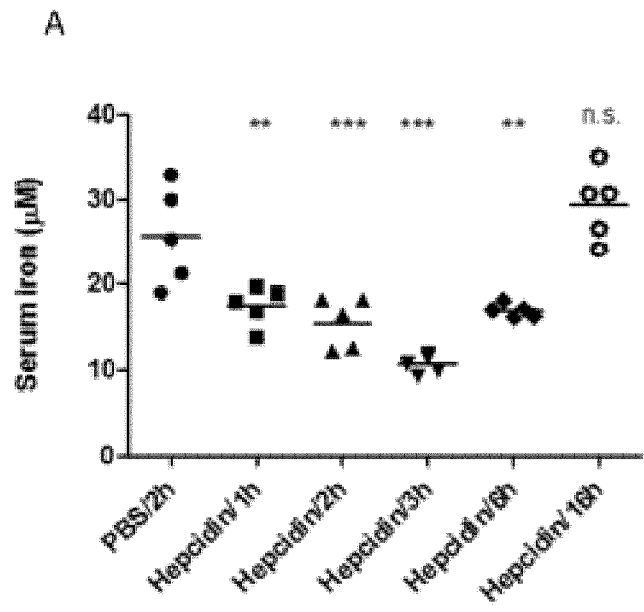 A
40
** *** *** ** n.s.
30
20
10
0
Serum iron (µM)
PBS/2h
Hepcidin/1h
Hepcidin/2h
Hepcidin/3h
Hepcidin/6h
Hepcidin/16h